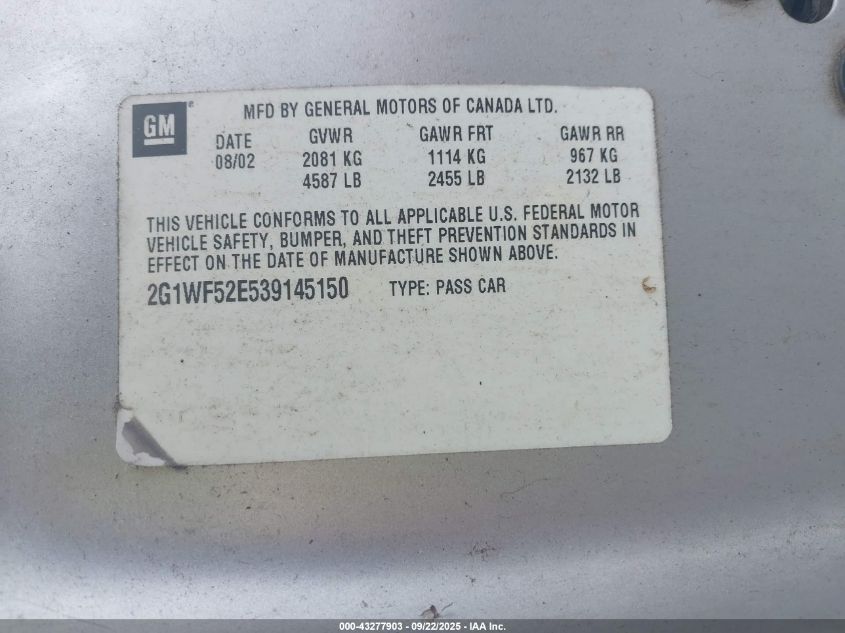 GM®
MFD BY GENERAL MOTORS OF CANADA LTD.
DATE GVWR GAWR FRT GAWR RR
08/02 2081 KG 1114 KG 967 KG
4587 LB 2455 LB 2132 LB
THIS VEHICLE CONFORMS TO ALL APPLICABLE U.S. FEDERAL MOTOR
VEHICLE SAFETY, BUMPER, AND THEFT PREVENTION STANDARDS IN
EFFECT ON THE DATE OF MANUFACTURE SHOWN ABOVE.
2G1WF52E539145150 TYPE: PASS CAR
000-43277903 - 09/22/2025 - IAA Inc.